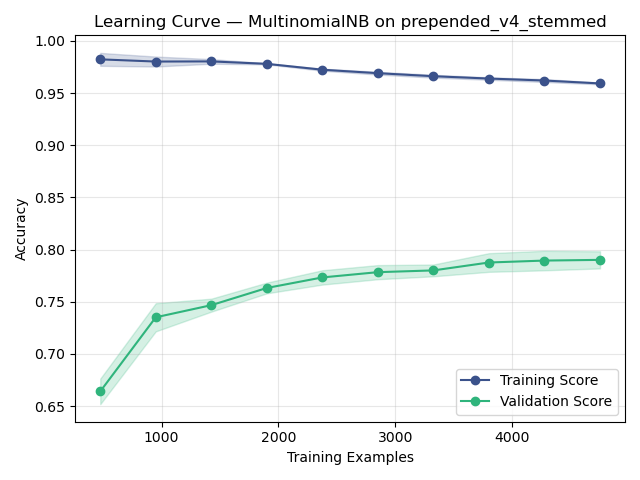 Learning Curve — MultinomialNB on prepended_v4_stemmed
1.00
0.95
0.90
0.85
0.80
0.75
0.70
0.65
Accuracy
1000
2000
3000
4000
Training Examples
Training Score
Validation Score